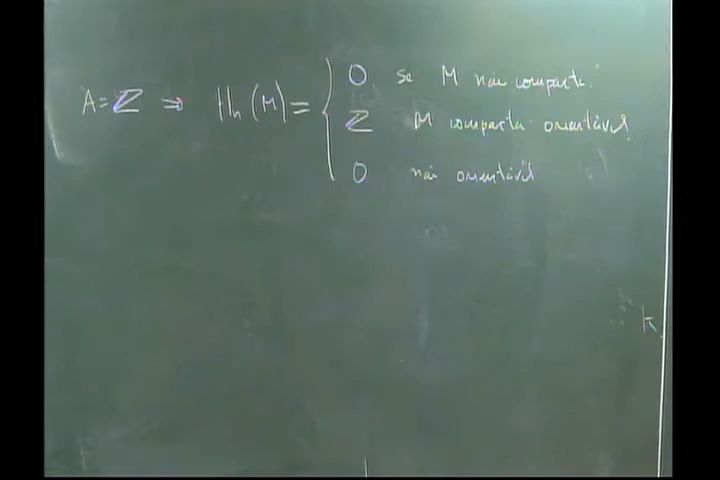 A = ℤ ⇒ Hn (M) = { 0 se M não compacta.
ℤ M compacta orientável
0 não orientável